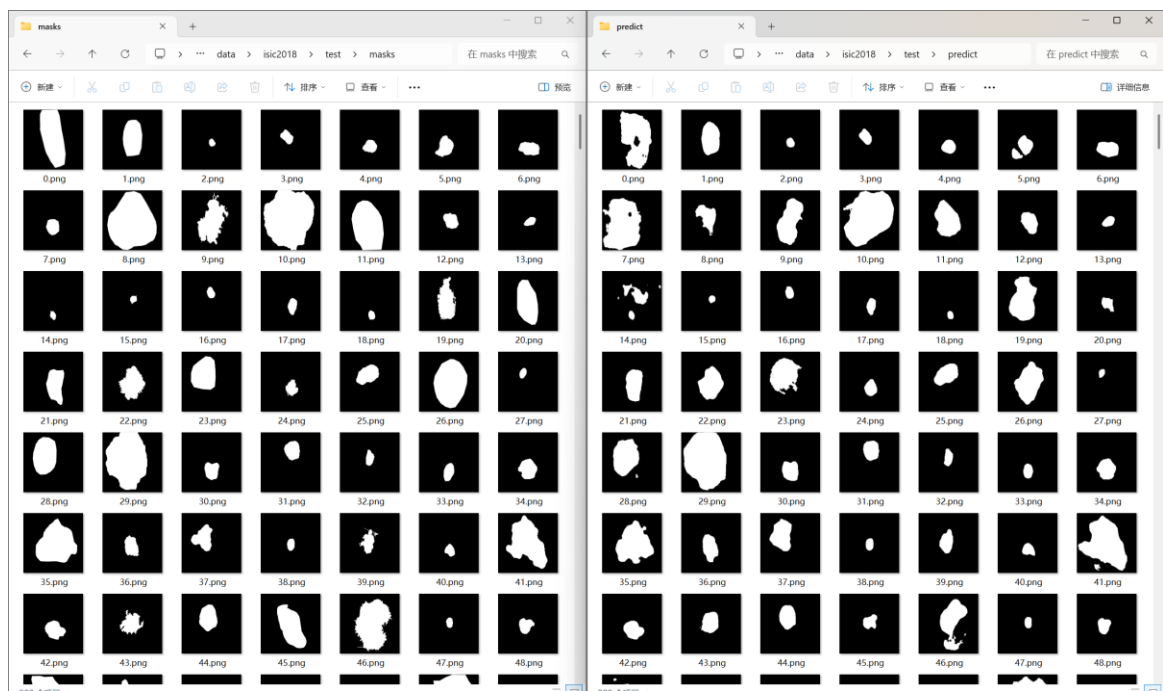 masks
data > isic2018 > test > masks
在 masks 中搜索
新建
排序
查看
预览
0.png 1.png 2.png 3.png 4.png 5.png 6.png
7.png 8.png 9.png 10.png 11.png 12.png 13.png
14.png 15.png 16.png 17.png 18.png 19.png 20.png
21.png 22.png 23.png 24.png 25.png 26.png 27.png
28.png 29.png 30.png 31.png 32.png 33.png 34.png
35.png 36.png 37.png 38.png 39.png 40.png 41.png
42.png 43.png 44.png 45.png 46.png 47.png 48.png
predict
data > isic2018 > test > predict
在 predict 中搜索
新建
排序
查看
详细信息
0.png 1.png 2.png 3.png 4.png 5.png 6.png
7.png 8.png 9.png 10.png 11.png 12.png 13.png
14.png 15.png 16.png 17.png 18.png 19.png 20.png
21.png 22.png 23.png 24.png 25.png 26.png 27.png
28.png 29.png 30.png 31.png 32.png 33.png 34.png
35.png 36.png 37.png 38.png 39.png 40.png 41.png
42.png 43.png 44.png 45.png 46.png 47.png 48.png